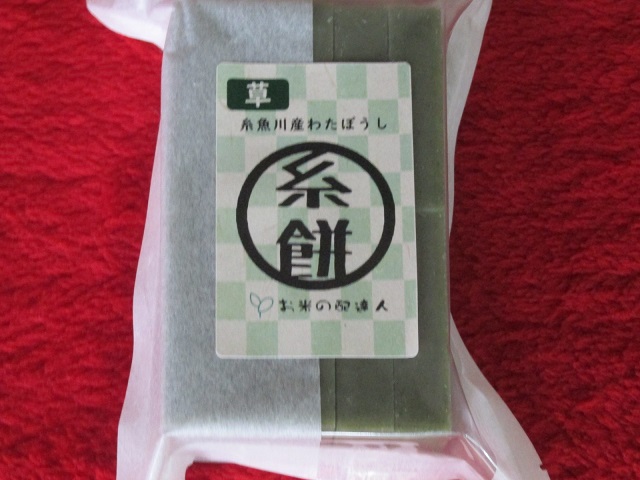 草
糸魚川産わたぼうし
糸
餅
お米の配達人